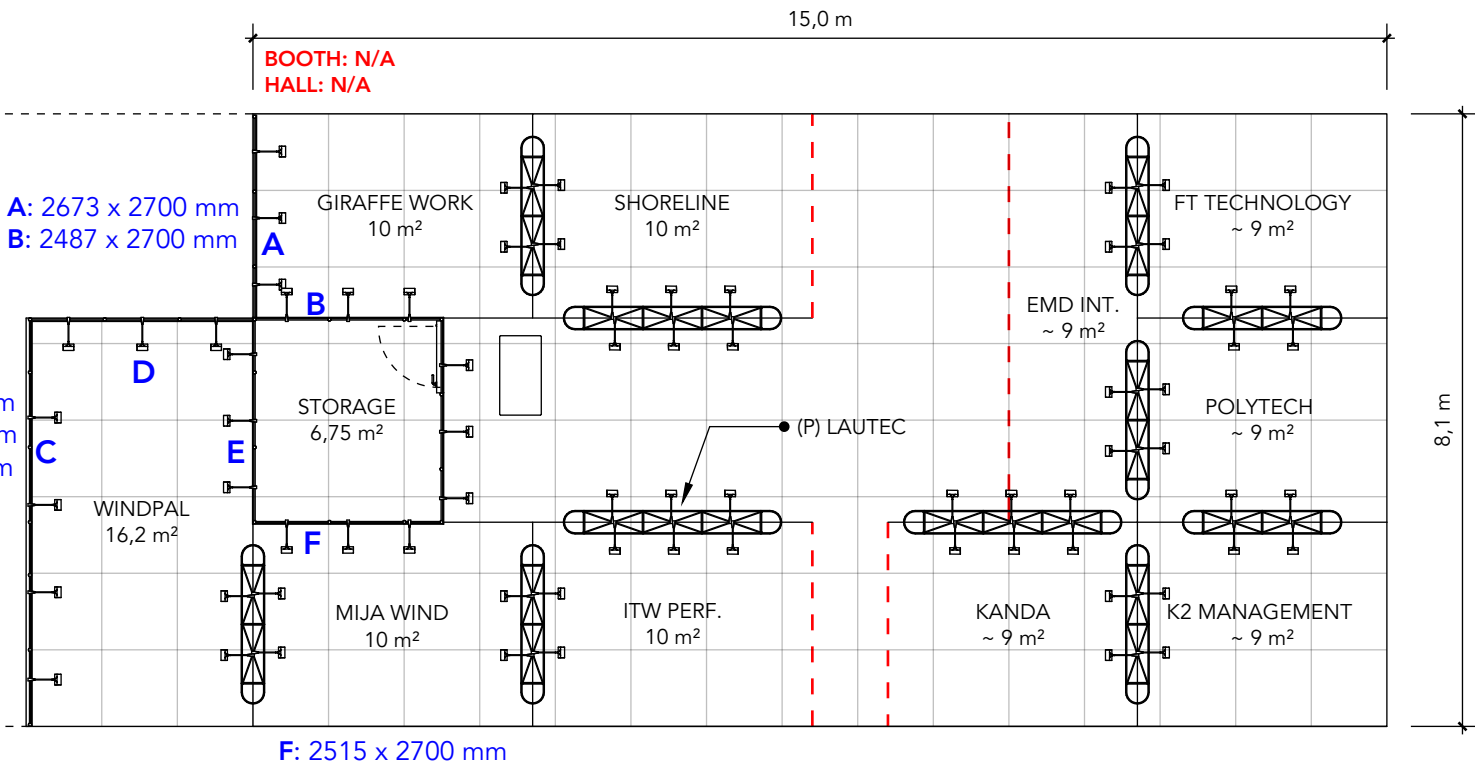 15,0 m
BOOTH: N/A
HALL: N/A
A: 2673 x 2700 mm
B: 2487 x 2700 mm
GIRAFFE WORK
10 m²
SHORELINE
10 m²
FT TECHNOLOGY
~ 9 m²
A
B
EMD INT.
~ 9 m²
D
STORAGE
6,75 m²
POLYTECH
~ 9 m²
8,1 m
(P) LAUTEC
m
m
m
C
E
WINDPAL
16,2 m²
F
MIJA WIND
10 m²
ITW PERF.
10 m²
KANDA
~ 9 m²
K2 MANAGEMENT
~ 9 m²
F: 2515 x 2700 mm